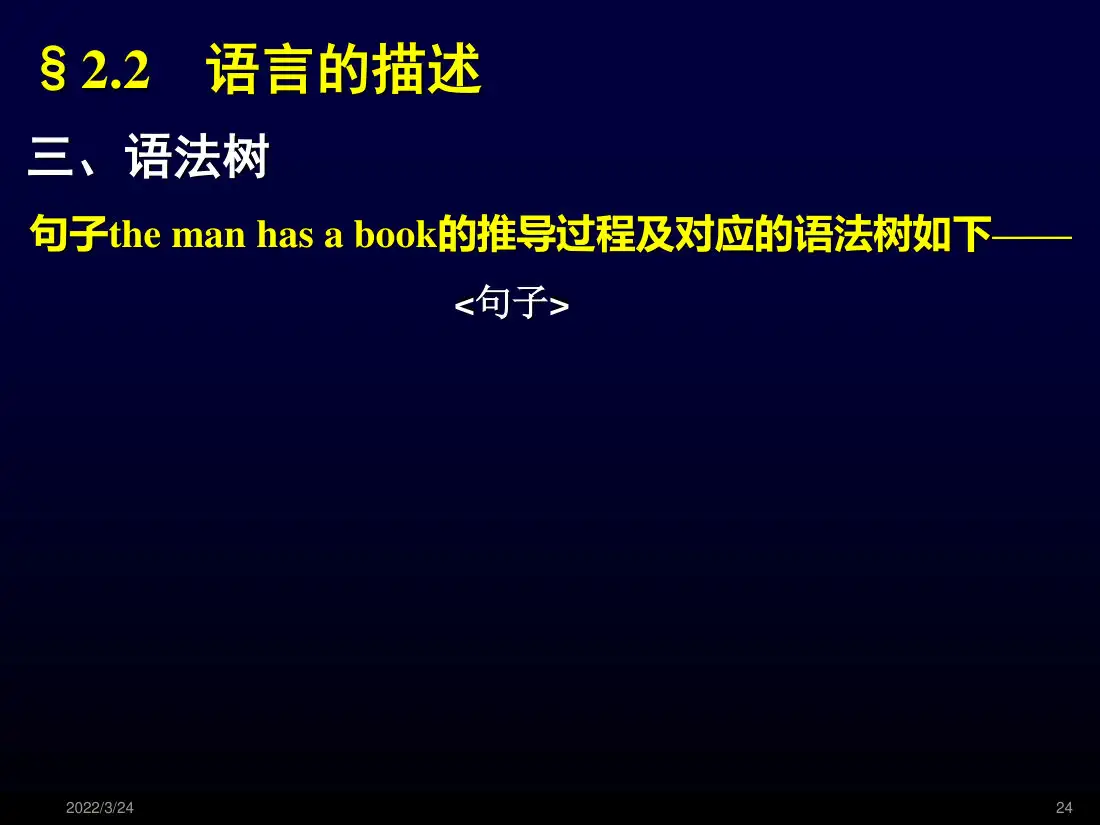 §2.2 语言的描述
三、语法树
句子the man has a book的推导过程及对应的语法树如下——
<句子>
2022/3/24
24